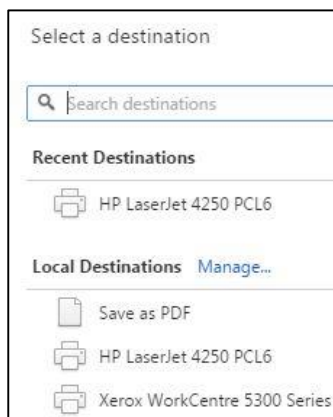 Select a destination
Search destinations
Recent Destinations
HP LaserJet 4250 PCL6
Local Destinations Manage...
Save as PDF
HP LaserJet 4250 PCL6
Xerox WorkCentre 5300 Series